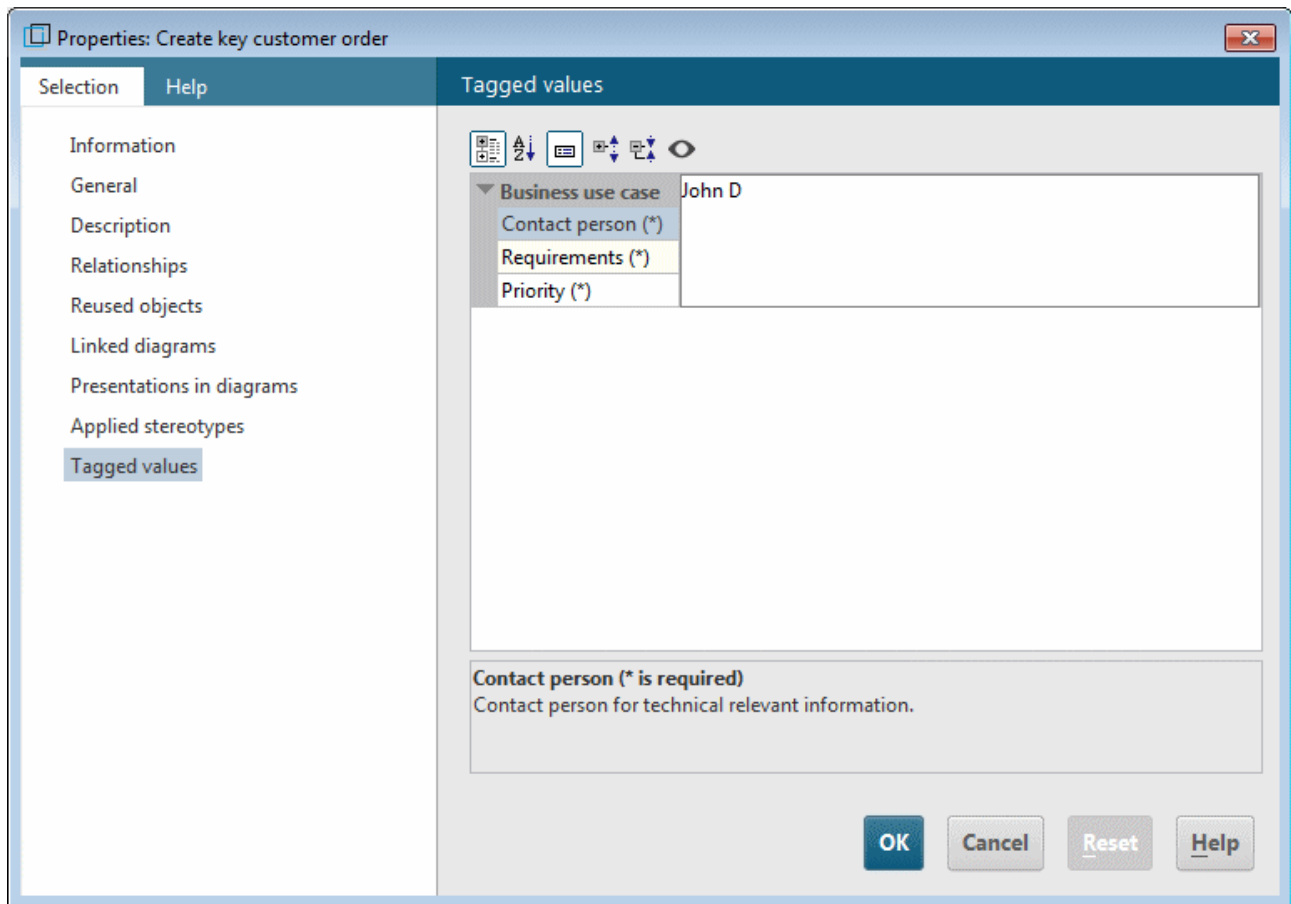 Properties: Create key customer order
Selection Help
Tagged values
Information
General
Description
Relationships
Reused objects
Linked diagrams
Presentations in diagrams
Applied stereotypes
Tagged values
Business use case
John D
Contact person (*)
Requirements (*)
Priority (*)
Contact person (* is required)
Contact person for technical relevant information.
OK Cancel Reset Help